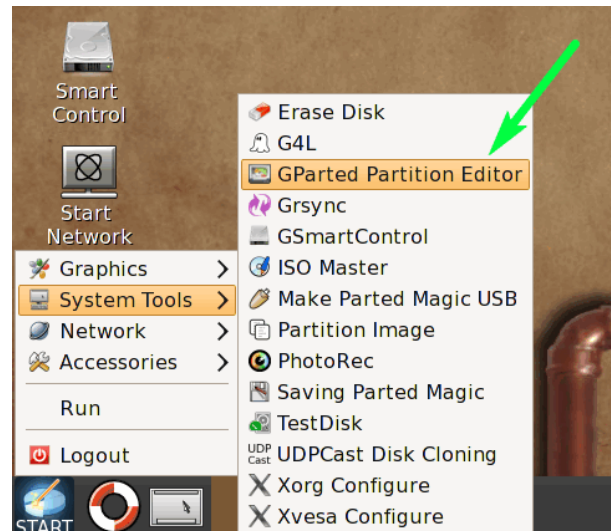 Smart
Control
Start
Network
Graphics
System Tools
Network
Accessories
Run
Logout
START
Erase Disk
G4L
GParted Partition Editor
Grsync
GSmartControl
ISO Master
Make Parted Magic USB
Partition Image
PhotoRec
Saving Parted Magic
TestDisk
UDP
Cast UDPCast Disk Cloning
Xorg Configure
Xvesa Configure